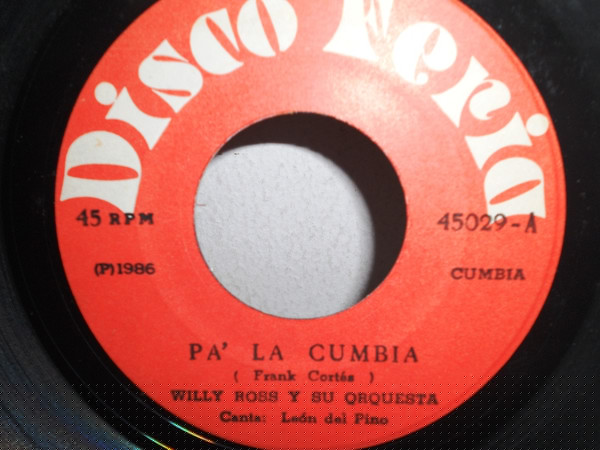 Disco Feria
45 RPM
45029-A
(P) 1986
CUMBIA
PA' LA CUMBIA
( Frank Cortés )
WILLY ROSS Y SU ORQUESTA
Canta: León del Pino